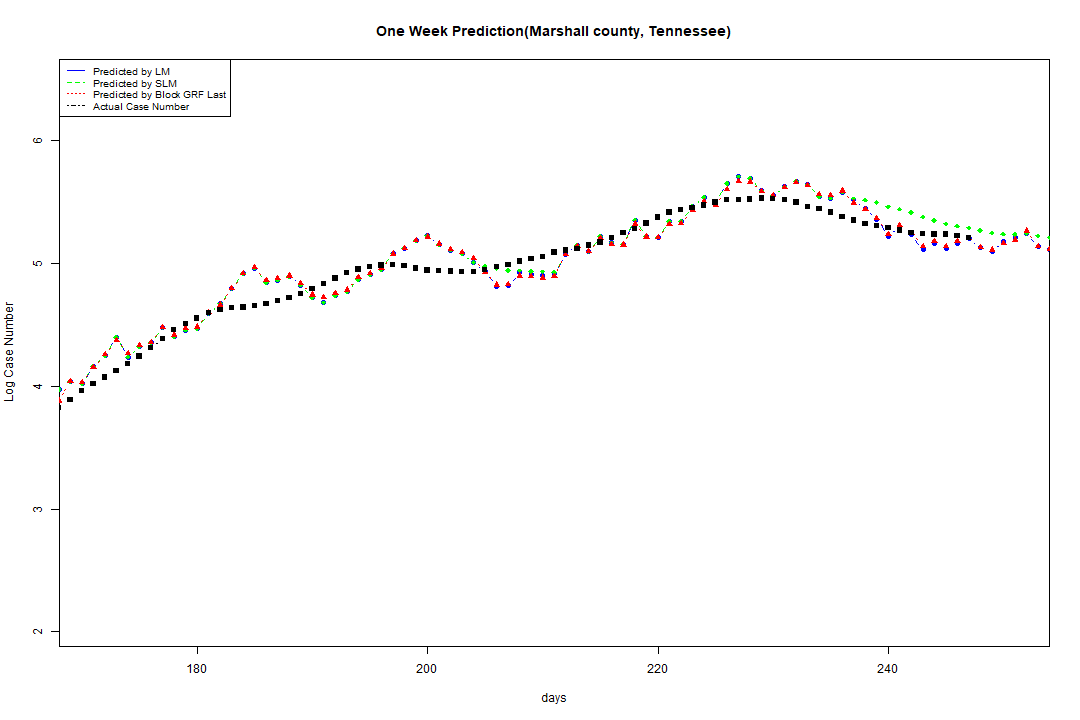 One Week Prediction(Marshall county, Tennessee)
Predicted by LM
Predicted by SLM
Predicted by Block GRF Last
Actual Case Number
6
5
4
3
2
Log Case Number
180
200
220
240
days